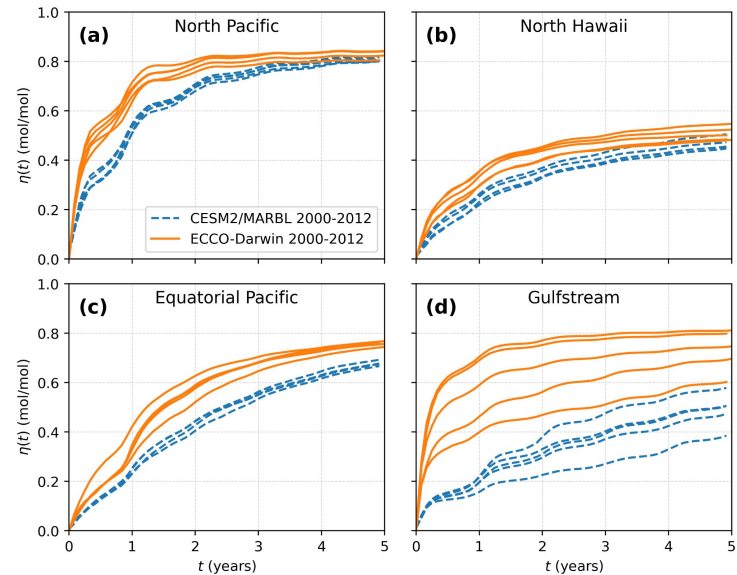 (a) North Pacific
(b) North Hawaii
1.0
0.8
0.6
0.4
0.2
0.0
η(t) (mol/mol)
CESM2/MARBL 2000-2012
ECCO-Darwin 2000-2012
(c) Equatorial Pacific
(d) Gulfstream
1.0
0.8
0.6
0.4
0.2
0.0
η(t) (mol/mol)
0 1 2 3 4 5
0 1 2 3 4 5
t (years)
t (years)